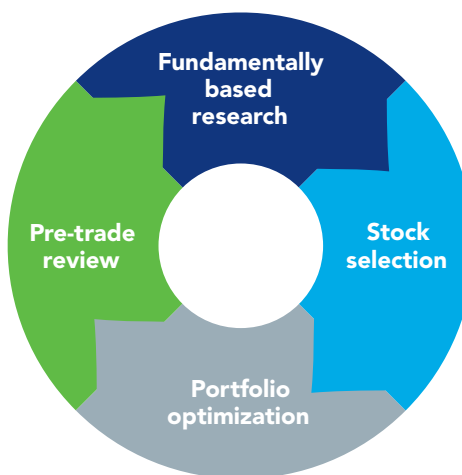 Fundamentally
based
research
Stock
selection
Portfolio
optimization
Pre-trade
review